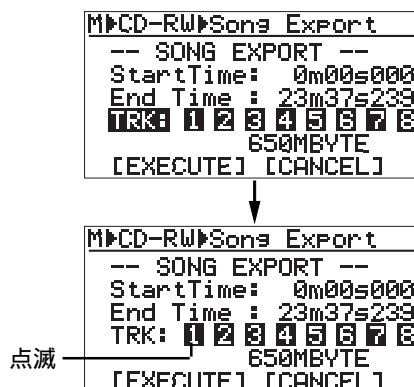 M▶CD-RW▶Song Export
-- SONG EXPORT --
StartTime: 0m00s000
End Time : 23m37s239
TRK: 1 2 3 4 5 6 7 8
650MBYTE
[EXECUTE] [CANCEL]
M▶CD-RW▶Song Export
-- SONG EXPORT --
StartTime: 0m00s000
End Time : 23m37s239
TRK: 1 2 3 4 5 6 7 8
点滅
650MBYTE
[EXECUTE] [CANCEL]